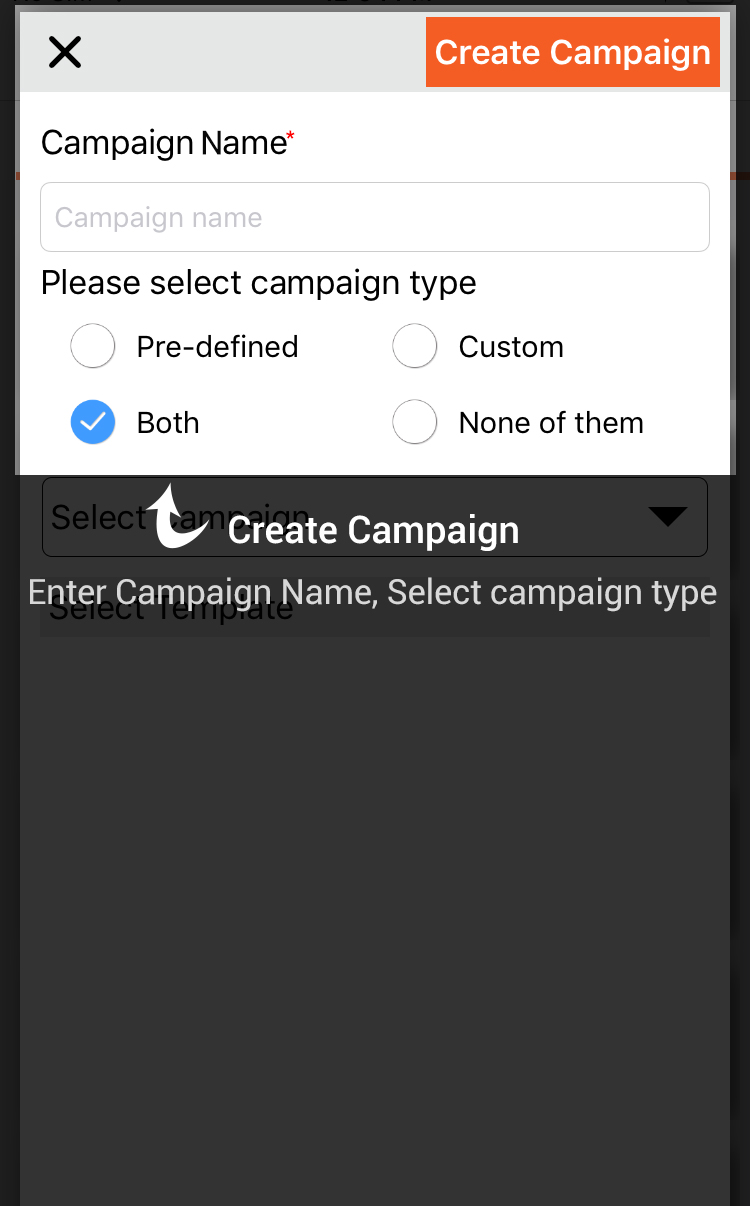 Create Campaign
Campaign Name*
Campaign name
Please select campaign type
Pre-defined
Custom
Both
None of them
Select Campaign
Create Campaign
Enter Campaign Name, Select campaign type
Select Template